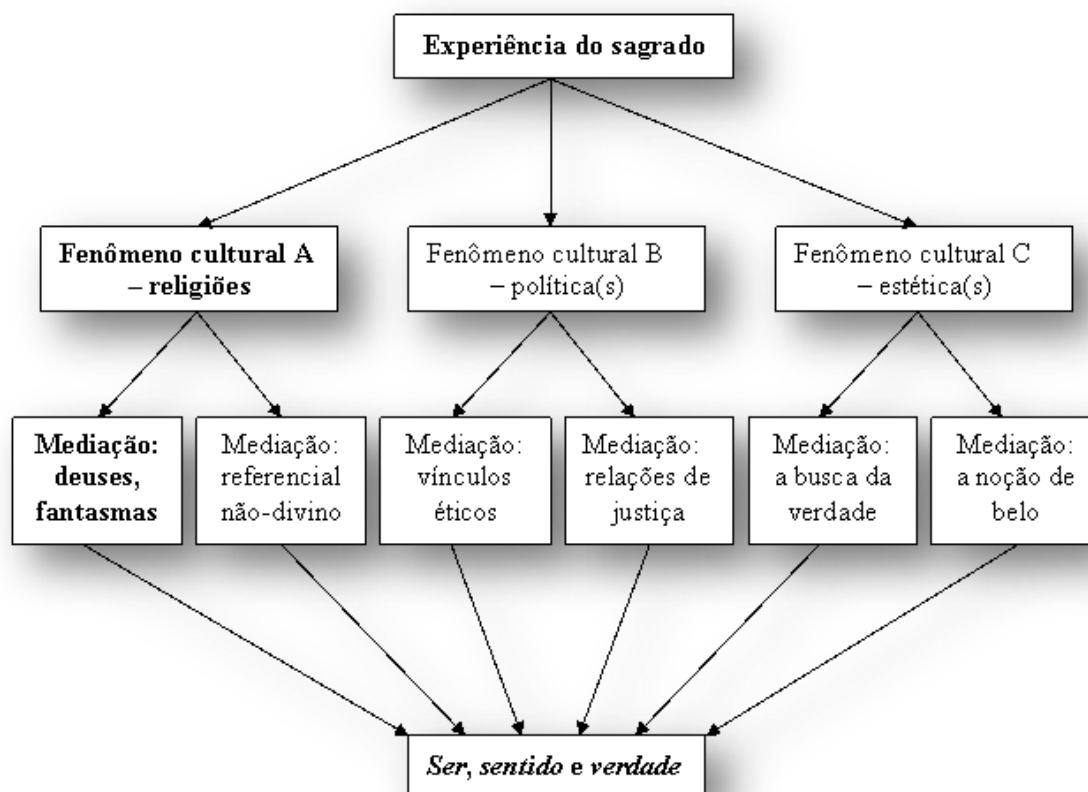 Experiência do sagrado
Fenômeno cultural A
– religiões
Fenômeno cultural B
– política(s)
Fenômeno cultural C
– estética(s)
Mediação:
deuses,
fantasmas
Mediação:
referencial
não-divino
Mediação:
vínculos
éticos
Mediação:
relações de
justiça
Mediação:
a busca da
verdade
Mediação:
a noção de
belo
Ser, sentido e verdade